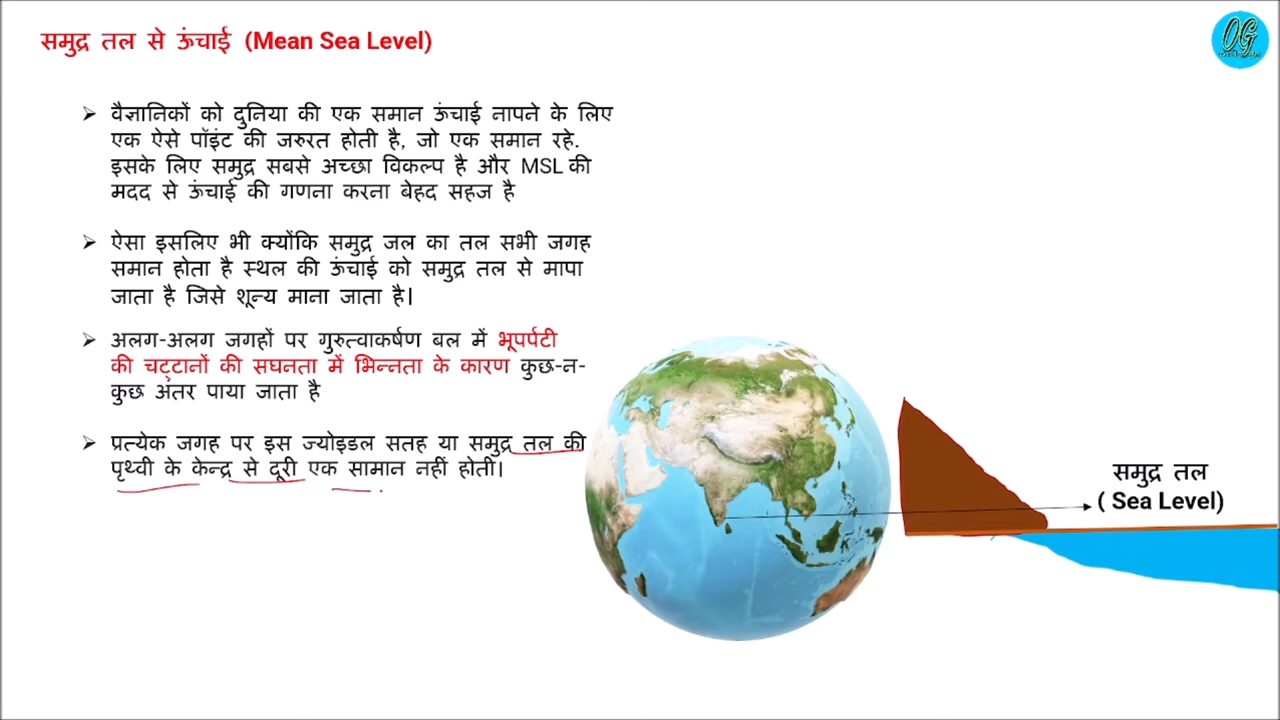 समुद्र तल से ऊंचाई (Mean Sea Level)
OG
➢ वैज्ञानिकों को दुनिया की एक समान ऊंचाई नापने के लिए
एक ऐसे पॉइंट की जरुरत होती है, जो एक समान रहे.
इसके लिए समुद्र सबसे अच्छा विकल्प है और MSL की
मदद से ऊंचाई की गणना करना बेहद सहज है
➢ ऐसा इसलिए भी क्योंकि समुद्र जल का तल सभी जगह
समान होता है स्थल की ऊंचाई को समुद्र तल से मापा
जाता है जिसे शून्य माना जाता है|
➢ अलग-अलग जगहों पर गुरुत्वाकर्षण बल में भूपर्पटी
की चट्टानों की सघनता में भिन्नता के कारण कुछ-न-
कुछ अंतर पाया जाता है
➢ प्रत्येक जगह पर इस ज्योइडल सतह या समुद्र तल की
पृथ्वी के केन्द्र से दूरी एक सामान नहीं होती।
समुद्र तल
( Sea Level)